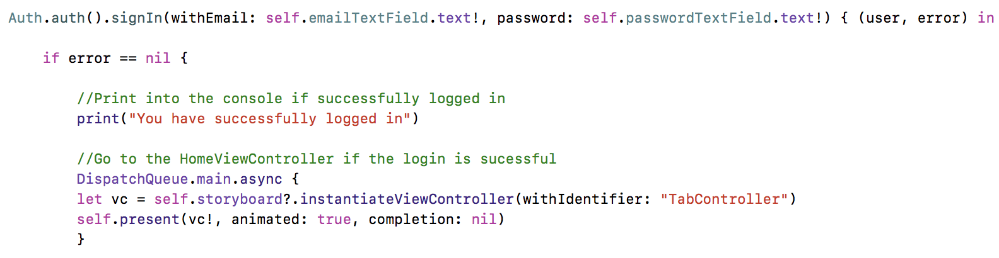 Auth.auth().signIn(withEmail: self.emailTextField.text!, password: self.passwordTextField.text!) { (user, error) in
if error == nil {
//Print into the console if successfully logged in
print("You have successfully logged in")
//Go to the HomeViewController if the login is sucessful
DispatchQueue.main.async {
let vc = self.storyboard?.instantiateViewController(withIdentifier: "TabController")
self.present(vc!, animated: true, completion: nil)
}